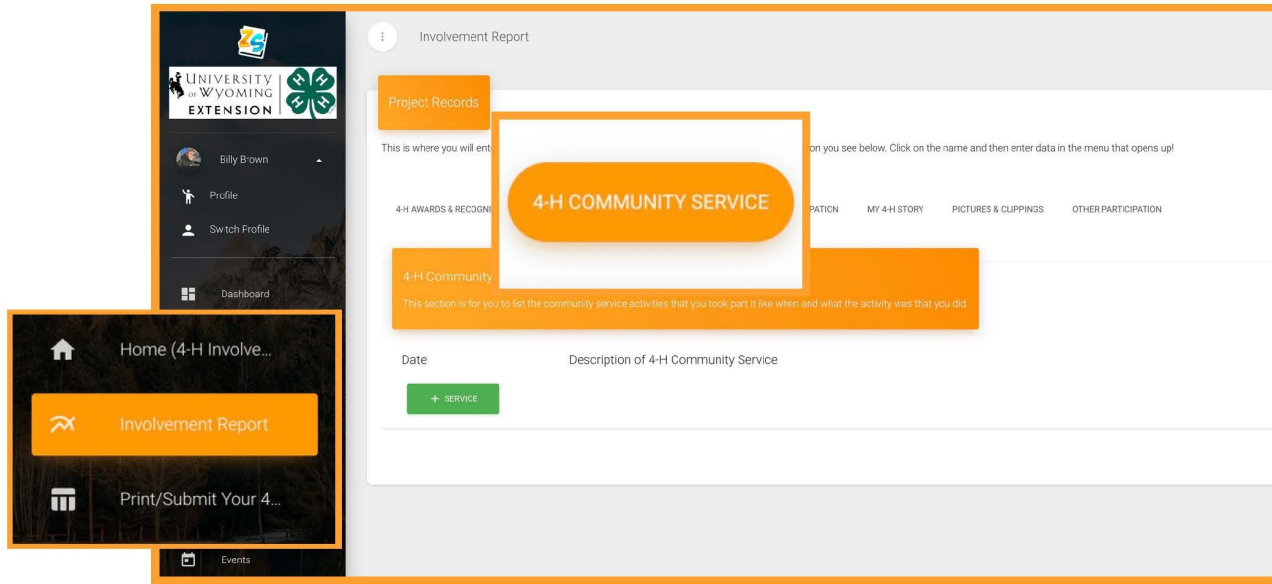 ZS
UNIVERSITY
OF WYOMING
EXTENSION
H H H H
Billy Brown
Profile
Switch Profile
Dashboard
Home (4-H Involve...
Involvement Report
Print/Submit Your 4...
Events
Involvement Report
Project Records
This is where you will ent
on you see below. Click on the name and then enter data in the menu that opens up!
4-H AWARDS & RECOGNI
4-H COMMUNITY SERVICE
PATION
MY 4-H STORY
PICTURES & CLIPPINGS
OTHER PARTICIPATION
4-H Community
This section is for you to list the community service activities that you took part it like when and what the activity was that you did.
Date
Description of 4-H Community Service
+ SERVICE